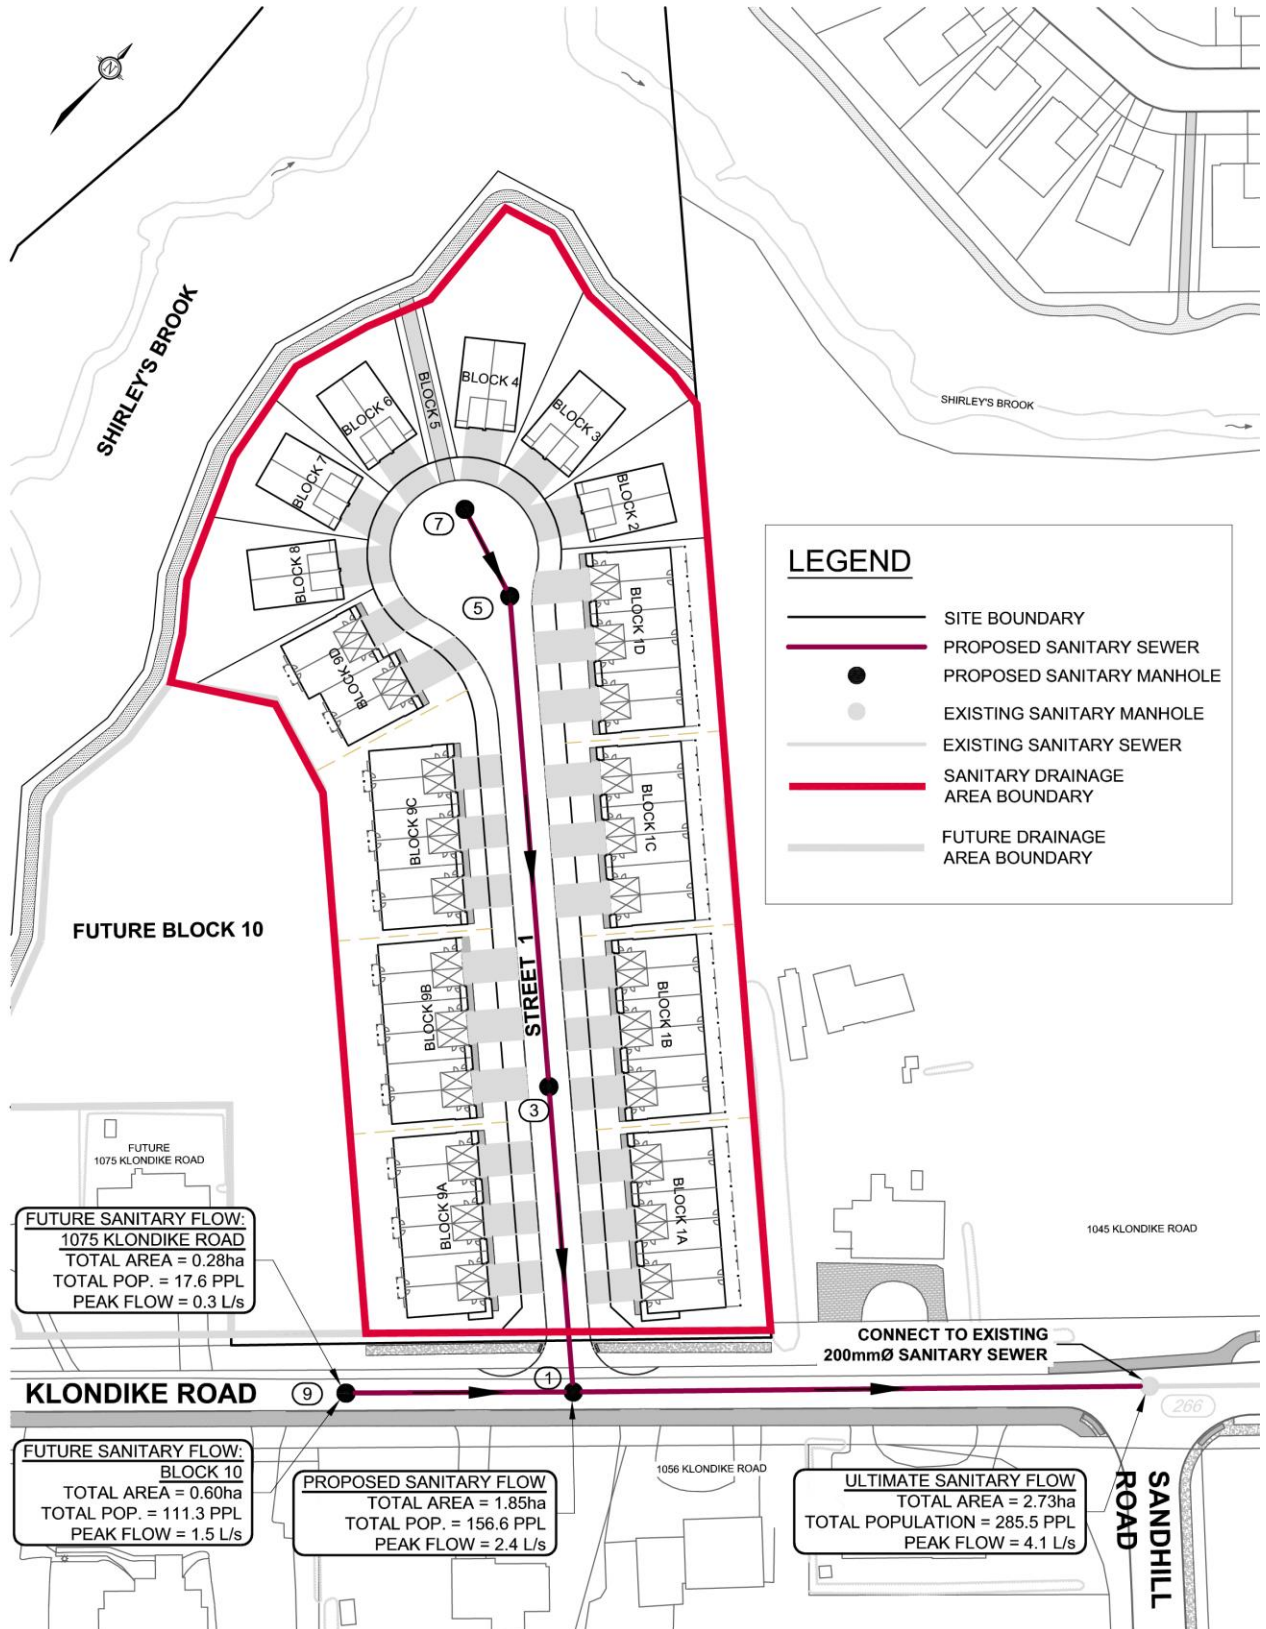 N
SHIRLEY'S BROOK
SHIRLEY'S BROOK
BLOCK 4
BLOCK 6
BLOCK 5
BLOCK 3
BLOCK 7
BLOCK 2
BLOCK 8
7
5
BLOCK 9D
BLOCK 1D
BLOCK 9C
BLOCK 1C
LEGEND
SITE BOUNDARY
PROPOSED SANITARY SEWER
PROPOSED SANITARY MANHOLE
EXISTING SANITARY MANHOLE
EXISTING SANITARY SEWER
SANITARY DRAINAGE
AREA BOUNDARY
FUTURE DRAINAGE
AREA BOUNDARY
FUTURE BLOCK 10
STREET 1
BLOCK 9B
BLOCK 1B
3
FUTURE
1075 KLONDIKE ROAD
BLOCK 9A
BLOCK 1A
FUTURE SANITARY FLOW:
1075 KLONDIKE ROAD
TOTAL AREA = 0.28ha
TOTAL POP. = 17.6 PPL
PEAK FLOW = 0.3 L/s
1045 KLONDIKE ROAD
CONNECT TO EXISTING
200mmØ SANITARY SEWER
KLONDIKE ROAD
9
1
266
FUTURE SANITARY FLOW:
BLOCK 10
TOTAL AREA = 0.60ha
TOTAL POP. = 111.3 PPL
PEAK FLOW = 1.5 L/s
PROPOSED SANITARY FLOW
TOTAL AREA = 1.85ha
TOTAL POP. = 156.6 PPL
PEAK FLOW = 2.4 L/s
1056 KLONDIKE ROAD
ULTIMATE SANITARY FLOW
TOTAL AREA = 2.73ha
TOTAL POPULATION = 285.5 PPL
PEAK FLOW = 4.1 L/s
SANDHILL
ROAD